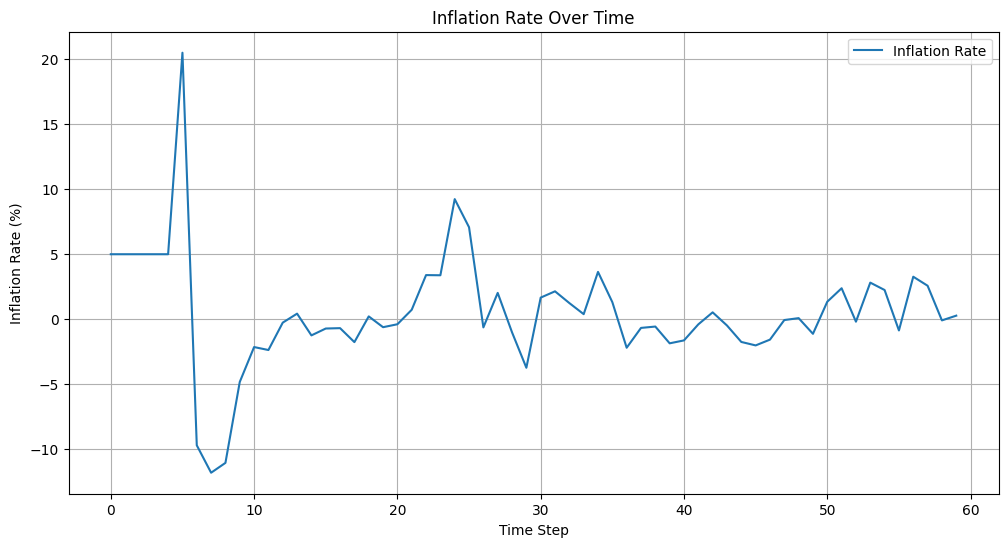 Inflation Rate Over Time
Inflation Rate
20
15
10
5
0
−5
−10
Inflation Rate (%)
0 10 20 30 40 50 60
Time Step